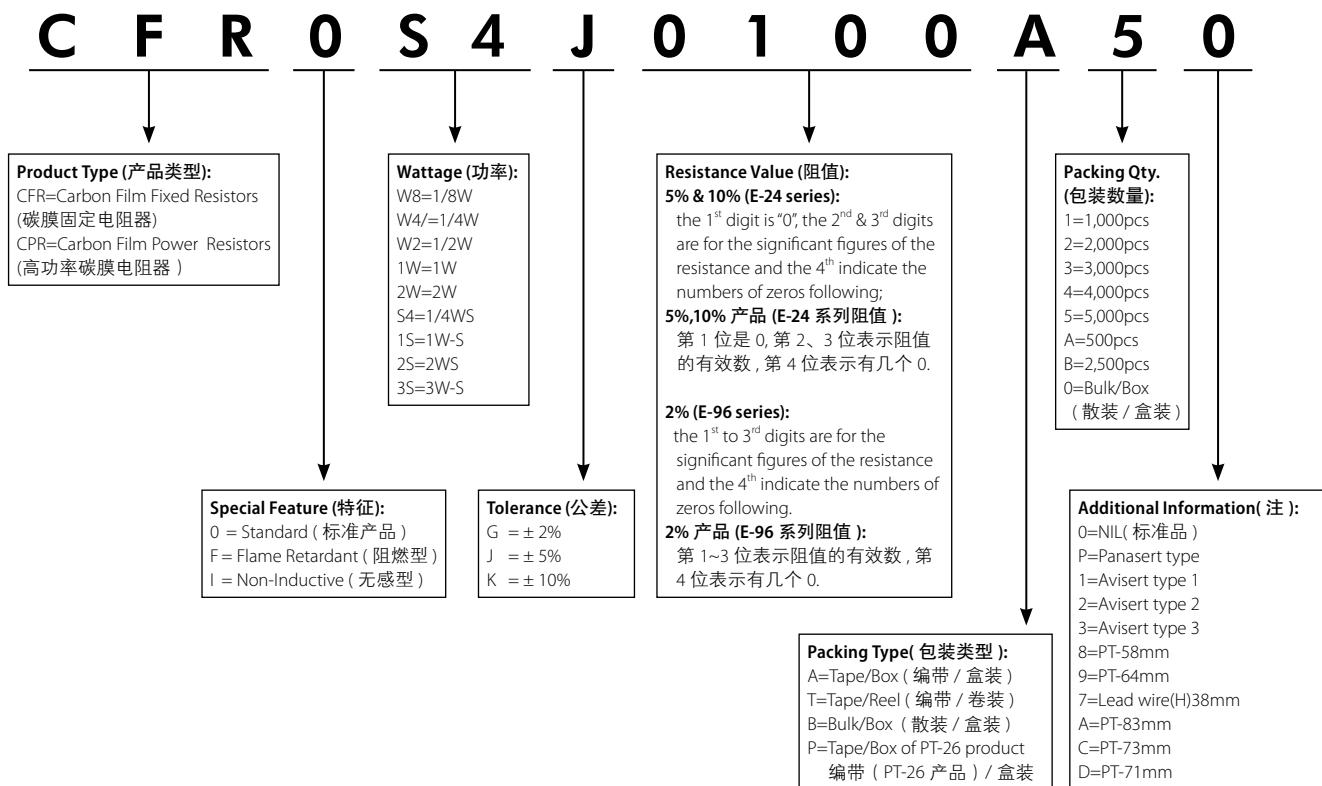 C F R 0 S 4 J 0 1 0 0 A 5 0
Product Type (产品类型):
CFR=Carbon Film Fixed Resistors
(碳膜固定电阻器)
CPR=Carbon Film Power Resistors
(高功率碳膜电阻器 )
Wattage (功率):
W8=1/8W
W4/=1/4W
W2=1/2W
1W=1W
2W=2W
S4=1/4WS
1S=1W-S
2S=2WS
3S=3W-S
Resistance Value (阻值):
5% & 10% (E-24 series):
the 1st digit is "0", the 2nd & 3rd digits
are for the significant figures of the
resistance and the 4th indicate the
numbers of zeros following;
5%,10% 产品 (E-24 系列阻值 ):
第 1 位是 0, 第 2、3 位表示阻值
的有效数 , 第 4 位表示有几个 0.
2% (E-96 series):
the 1st to 3rd digits are for the
significant figures of the resistance
and the 4th indicate the numbers of
zeros following.
2% 产品 (E-96 系列阻值 ):
第 1~3 位表示阻值的有效数 , 第
4 位表示有几个 0.
Packing Qty.
(包装数量):
1=1,000pcs
2=2,000pcs
3=3,000pcs
4=4,000pcs
5=5,000pcs
A=500pcs
B=2,500pcs
0=Bulk/Box
( 散装 / 盒装 )
Special Feature (特征):
0 = Standard ( 标准产品 )
F = Flame Retardant ( 阻燃型 )
I = Non-Inductive ( 无感型 )
Tolerance (公差):
G = ± 2%
J = ± 5%
K = ± 10%
Packing Type( 包装类型 ):
A=Tape/Box ( 编带 / 盒装 )
T=Tape/Reel ( 编带 / 卷装 )
B=Bulk/Box ( 散装 / 盒装 )
P=Tape/Box of PT-26 product
编带 ( PT-26 产品 ) / 盒装
Additional Information( 注 ):
0=NIL( 标准品 )
P=Panasert type
1=Avisert type 1
2=Avisert type 2
3=Avisert type 3
8=PT-58mm
9=PT-64mm
7=Lead wire(H)38mm
A=PT-83mm
C=PT-73mm
D=PT-71mm